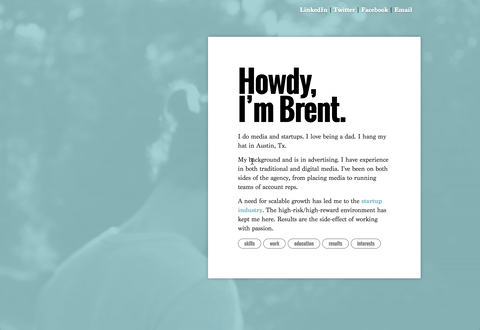 LinkedIn | Twitter | Facebook | Email
Howdy,
I'm Brent.
I do media and startups. I love being a dad. I hang my
hat in Austin, Tx.
My background and is in advertising. I have experience
in both traditional and digital media. I've been on both
sides of the agency, from placing media to running
teams of account reps.
A need for scalable growth has led me to the startup
industry. The high-risk/high-reward environment has
kept me here. Results are the side-effect of working
with passion.
skills work education results interests